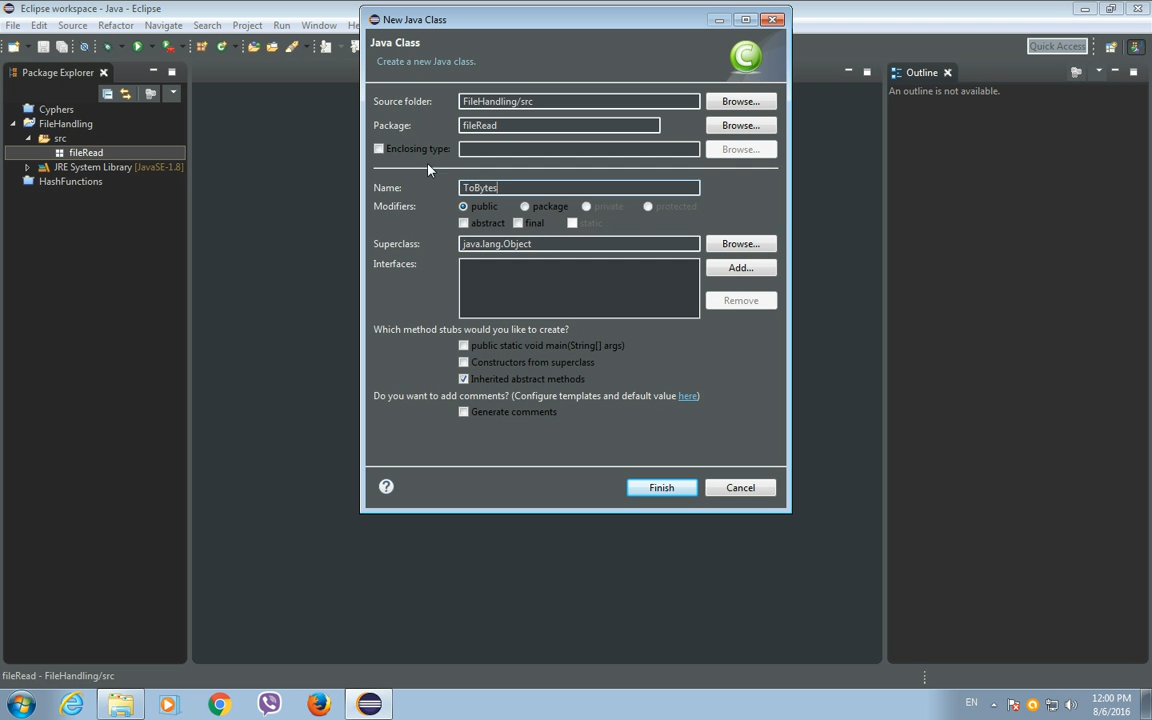 Eclipse workspace - Java - Eclipse
File Edit Source Refactor Navigate Search Project Run Window He
Quick Access
Package Explorer
Cyphers
FileHandling
src
fileRead
JRE System Library [JavaSE-1.8]
HashFunctions
New Java Class
Java Class
Create a new Java class.
Source folder: FileHandling/src Browse...
Package: fileRead Browse...
Enclosing type: Browse...
Name: ToBytes
Modifiers: public package private protected
abstract final static
Superclass: java.lang.Object Browse...
Interfaces: Add...
Remove
Which method stubs would you like to create?
public static void main(String[] args)
Constructors from superclass
Inherited abstract methods
Do you want to add comments? (Configure templates and default value here)
Generate comments
? Finish Cancel
Outline
An outline is not available.
fileRead - FileHandling/src
EN
12:00 PM
8/6/2016